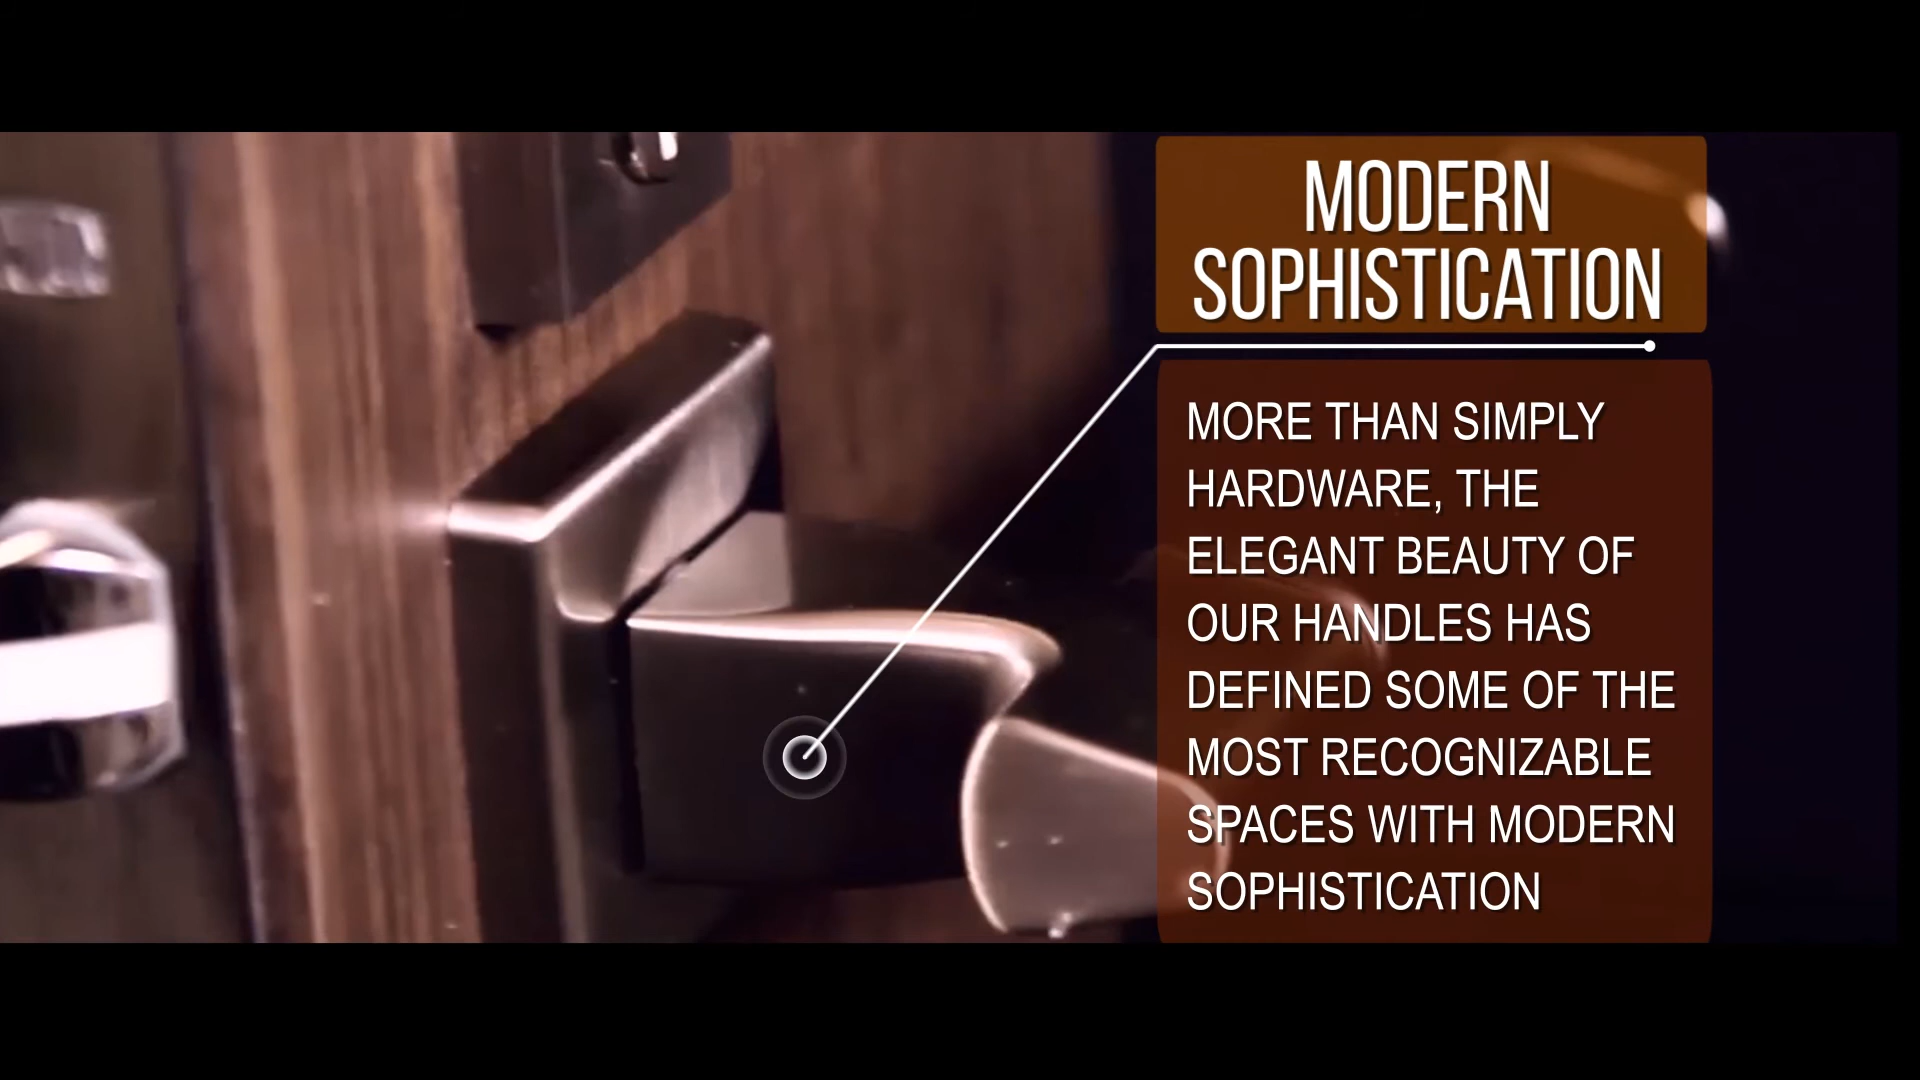 MODERN
SOPHISTICATION
MORE THAN SIMPLY
HARDWARE, THE
ELEGANT BEAUTY OF
OUR HANDLES HAS
DEFINED SOME OF THE
MOST RECOGNIZABLE
SPACES WITH MODERN
SOPHISTICATION